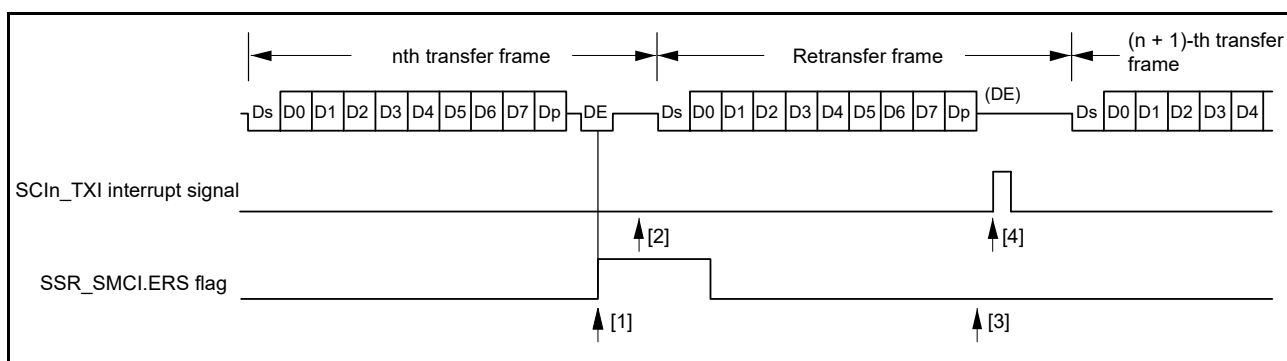 nth transfer frame
Retransfer frame
(n + 1)-th transfer
frame
Ds D0 D1 D2 D3 D4 D5 D6 D7 Dp DE Ds D0 D1 D2 D3 D4 D5 D6 D7 Dp (DE) Ds D0 D1 D2 D3 D4
SCIn_TXI interrupt signal
[2] [4]
SSR_SMCI.ERS flag
[1] [3]